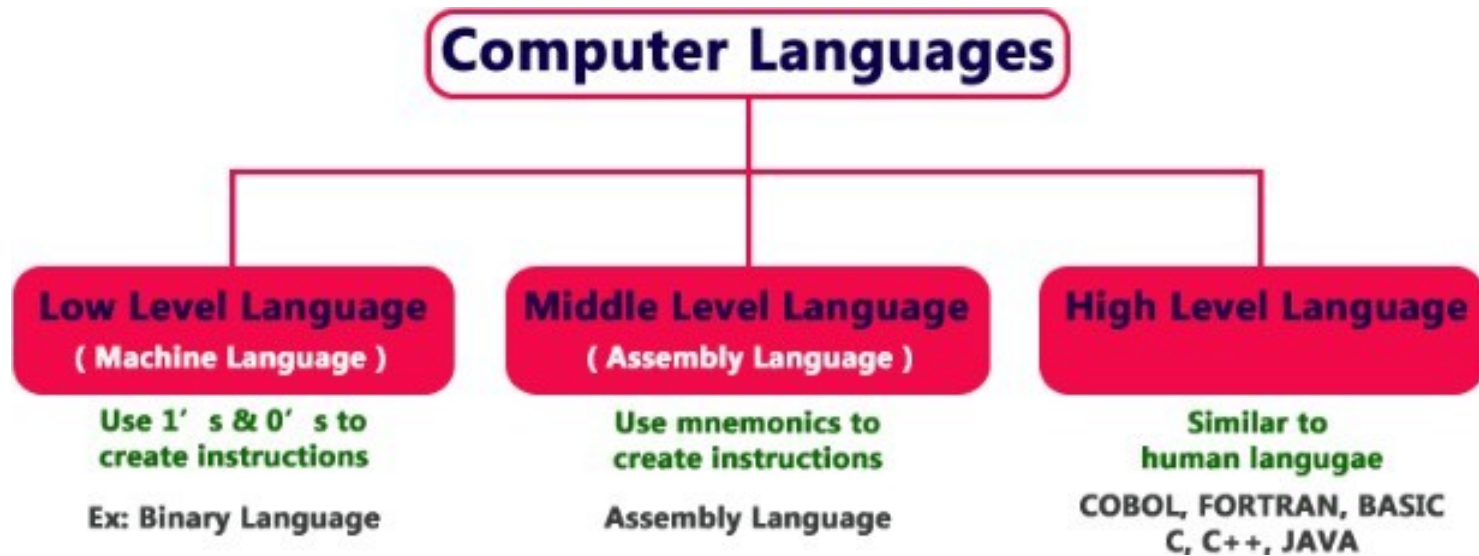 Computer Languages
Low Level Language
( Machine Language )
Use 1′ s & 0′ s to
create instructions
Ex: Binary Language
Middle Level Language
( Assembly Language )
Use mnemonics to
create instructions
Assembly Language
High Level Language
Similar to
human langugae
COBOL, FORTRAN, BASIC
C, C++, JAVA